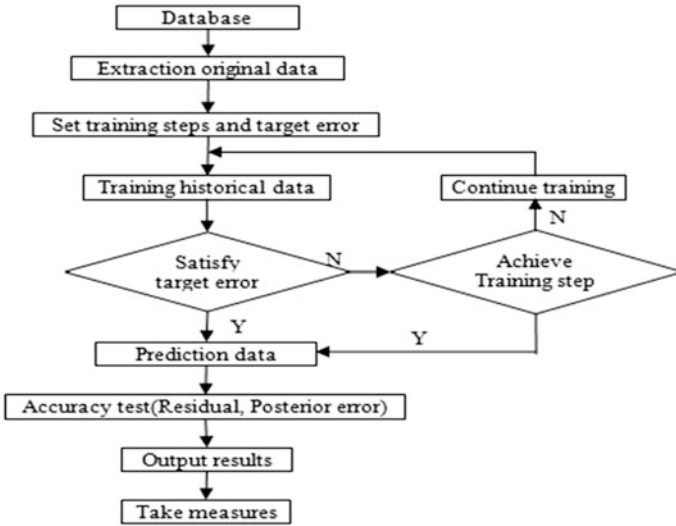 Database
Extraction original data
Set training steps and target error
Training historical data
Continue training
N
Satisfy
target error
N
Achieve
Training step
Y
Y
Prediction data
Accuracy test(Residual, Posterior error)
Output results
Take measures